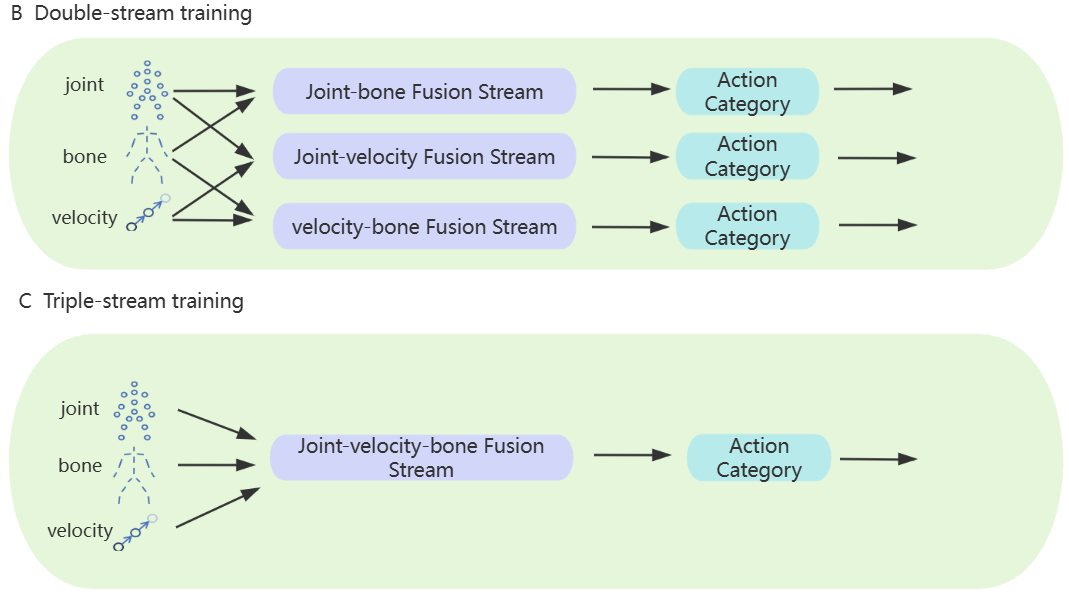 B Double-stream training
joint
Joint-bone Fusion Stream
Action
Category
bone
Joint-velocity Fusion Stream
Action
Category
velocity
velocity-bone Fusion Stream
Action
Category
C Triple-stream training
joint
bone
velocity
Joint-velocity-bone Fusion
Stream
Action
Category